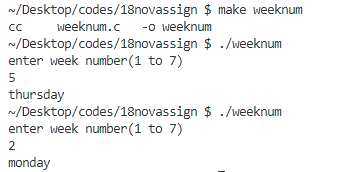 ~/Desktop/codes/18novassign $ make weeknum
cc     weeknum.c   -o weeknum
~/Desktop/codes/18novassign $ ./weeknum
enter week number(1 to 7)
5
thursday
~/Desktop/codes/18novassign $ ./weeknum
enter week number(1 to 7)
2
monday